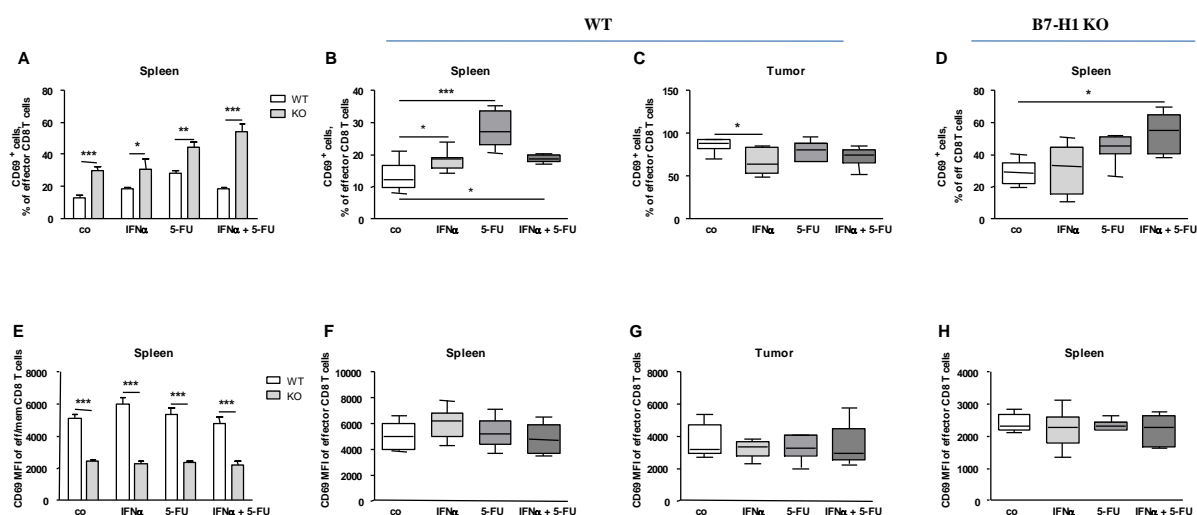 WT
B7-H1 KO
A
Spleen
CD69+ cells,
% of effector CD8 T cells
80
60
40
20
0
***
*
**
***
WT
KO
co
IFNα
5-FU
IFNα + 5-FU
B
Spleen
CD69+ cells,
% of effector CD8 T cells
40
30
20
10
0
***
*
*
co
IFNα
5-FU
IFNα + 5-FU
C
Tumor
CD69+ cells,
% of effector CD8 T cells
150
100
50
0
*
co
IFNα
5-FU
IFNα + 5-FU
D
Spleen
CD69+ cells,
% of eff CD8T cells
80
60
40
20
0
*
co
IFNα
5-FU
IFNα + 5-FU
E
Spleen
CD69 MFI of eff/mem CD8 T cells
8000
6000
4000
2000
0
***
***
***
***
WT
KO
co
IFNα
5-FU
IFNα + 5-FU
F
Spleen
CD69 MFI of effector CD8 T cells
10000
8000
6000
4000
2000
0
co
IFNα
5-FU
IFNα + 5-FU
G
Tumor
CD69 MFI of effector CD8 T cells
8000
6000
4000
2000
0
co
IFNα
5-FU
IFNα + 5-FU
H
Spleen
CD69 MFI of effector CD8 T cells
4000
3000
2000
1000
0
co
IFNα
5-FU
IFNα + 5-FU